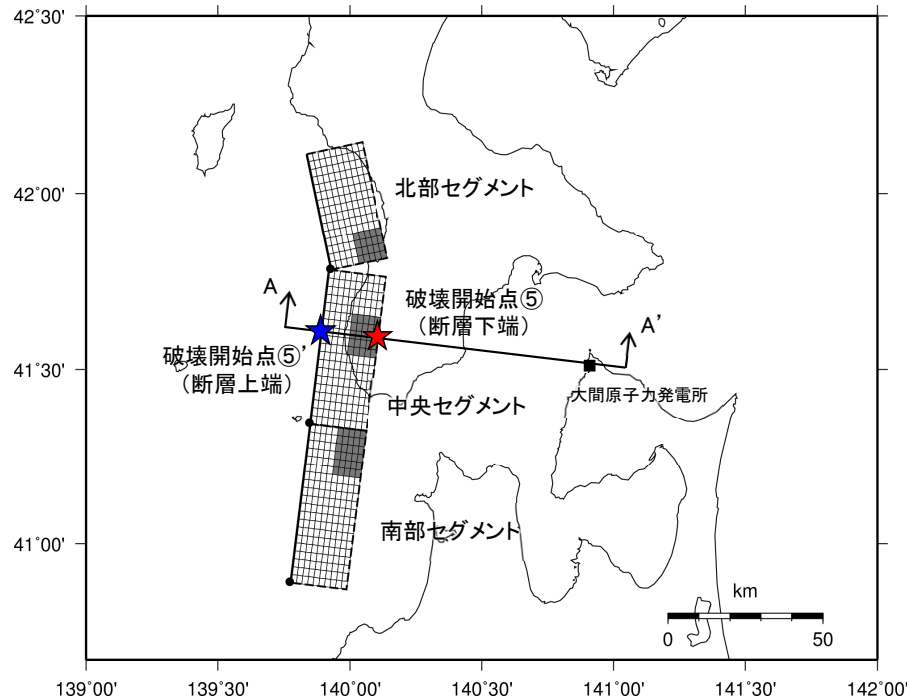 42˚30'
42˚00'
41˚30'
41˚00'
139˚00'
139˚30'
140˚00'
140˚30'
141˚00'
141˚30'
142˚00'
北部セグメント
A
破壊開始点⑤
（断層下端）
A'
破壊開始点⑤'
（断層上端）
大間原子力発電所
中央セグメント
南部セグメント
km
0
50